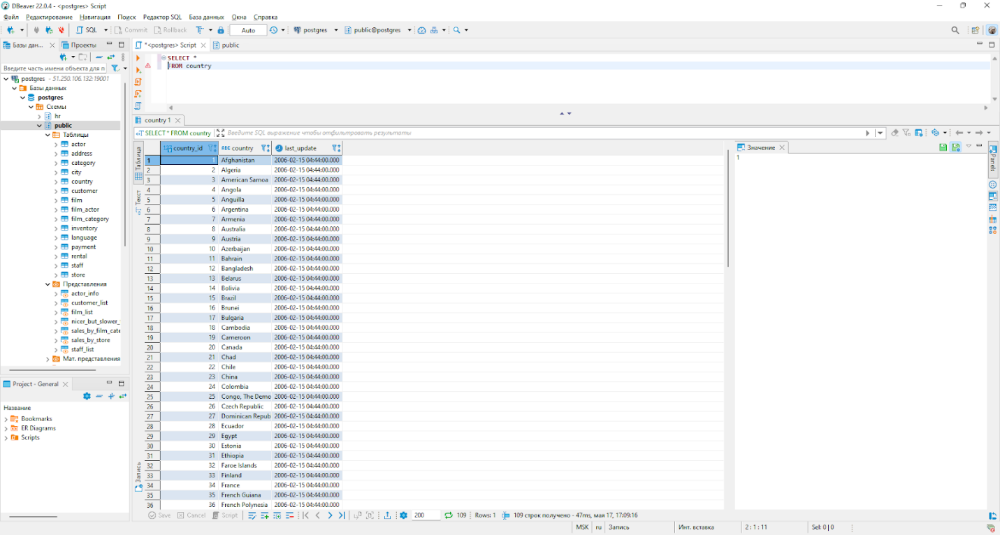 DBeaver 22.0.4 - <postgres> Script
Файл Редактирование Навигация Поиск Редактор SQL База данных Окна Справка
SQL Commit Rollback Auto postgres public@postgres
Базы дан... Проекты
*<postgres> Script public
Введите часть имени объекта для п
postgres - 51.250.106.132:19001
Базы данных
postgres
Схемы
hr
public
Таблицы
actor
address
category
city
country
customer
film
film_actor
film_category
inventory
language
payment
rental
staff
store
Представления
actor_info
customer_list
film_list
nicer_but_slower_
sales_by_film_cate
sales_by_store
staff_list
Мат. представления
Project - General
Название
Bookmarks
ER Diagrams
Scripts
SELECT *
FROM country
country 1
SELECT * FROM country Введите SQL выражение чтобы отфильтровать результаты
Таблица
Текст
Запись
country_id country last_update
1 1 Afghanistan 2006-02-15 04:44:00.000
2 2 Algeria 2006-02-15 04:44:00.000
3 3 American Samoa 2006-02-15 04:44:00.000
4 4 Angola 2006-02-15 04:44:00.000
5 5 Anguilla 2006-02-15 04:44:00.000
6 6 Argentina 2006-02-15 04:44:00.000
7 7 Armenia 2006-02-15 04:44:00.000
8 8 Australia 2006-02-15 04:44:00.000
9 9 Austria 2006-02-15 04:44:00.000
10 10 Azerbaijan 2006-02-15 04:44:00.000
11 11 Bahrain 2006-02-15 04:44:00.000
12 12 Bangladesh 2006-02-15 04:44:00.000
13 13 Belarus 2006-02-15 04:44:00.000
14 14 Bolivia 2006-02-15 04:44:00.000
15 15 Brazil 2006-02-15 04:44:00.000
16 16 Brunei 2006-02-15 04:44:00.000
17 17 Bulgaria 2006-02-15 04:44:00.000
18 18 Cambodia 2006-02-15 04:44:00.000
19 19 Cameroon 2006-02-15 04:44:00.000
20 20 Canada 2006-02-15 04:44:00.000
21 21 Chad 2006-02-15 04:44:00.000
22 22 Chile 2006-02-15 04:44:00.000
23 23 China 2006-02-15 04:44:00.000
24 24 Colombia 2006-02-15 04:44:00.000
25 25 Congo, The Demo 2006-02-15 04:44:00.000
26 26 Czech Republic 2006-02-15 04:44:00.000
27 27 Dominican Repub 2006-02-15 04:44:00.000
28 28 Ecuador 2006-02-15 04:44:00.000
29 29 Egypt 2006-02-15 04:44:00.000
30 30 Estonia 2006-02-15 04:44:00.000
31 31 Ethiopia 2006-02-15 04:44:00.000
32 32 Faroe Islands 2006-02-15 04:44:00.000
33 33 Finland 2006-02-15 04:44:00.000
34 34 France 2006-02-15 04:44:00.000
35 35 French Guiana 2006-02-15 04:44:00.000
36 36 French Polynesia 2006-02-15 04:44:00.000
Значение
1
Panels
Save Cancel Script 200 109 Rows: 1 109 строк получено - 47ms, мая 17, 17:09:16
MSK ru Запись Инт. вставка 2 : 1 : 11 Sel: 0 | 0